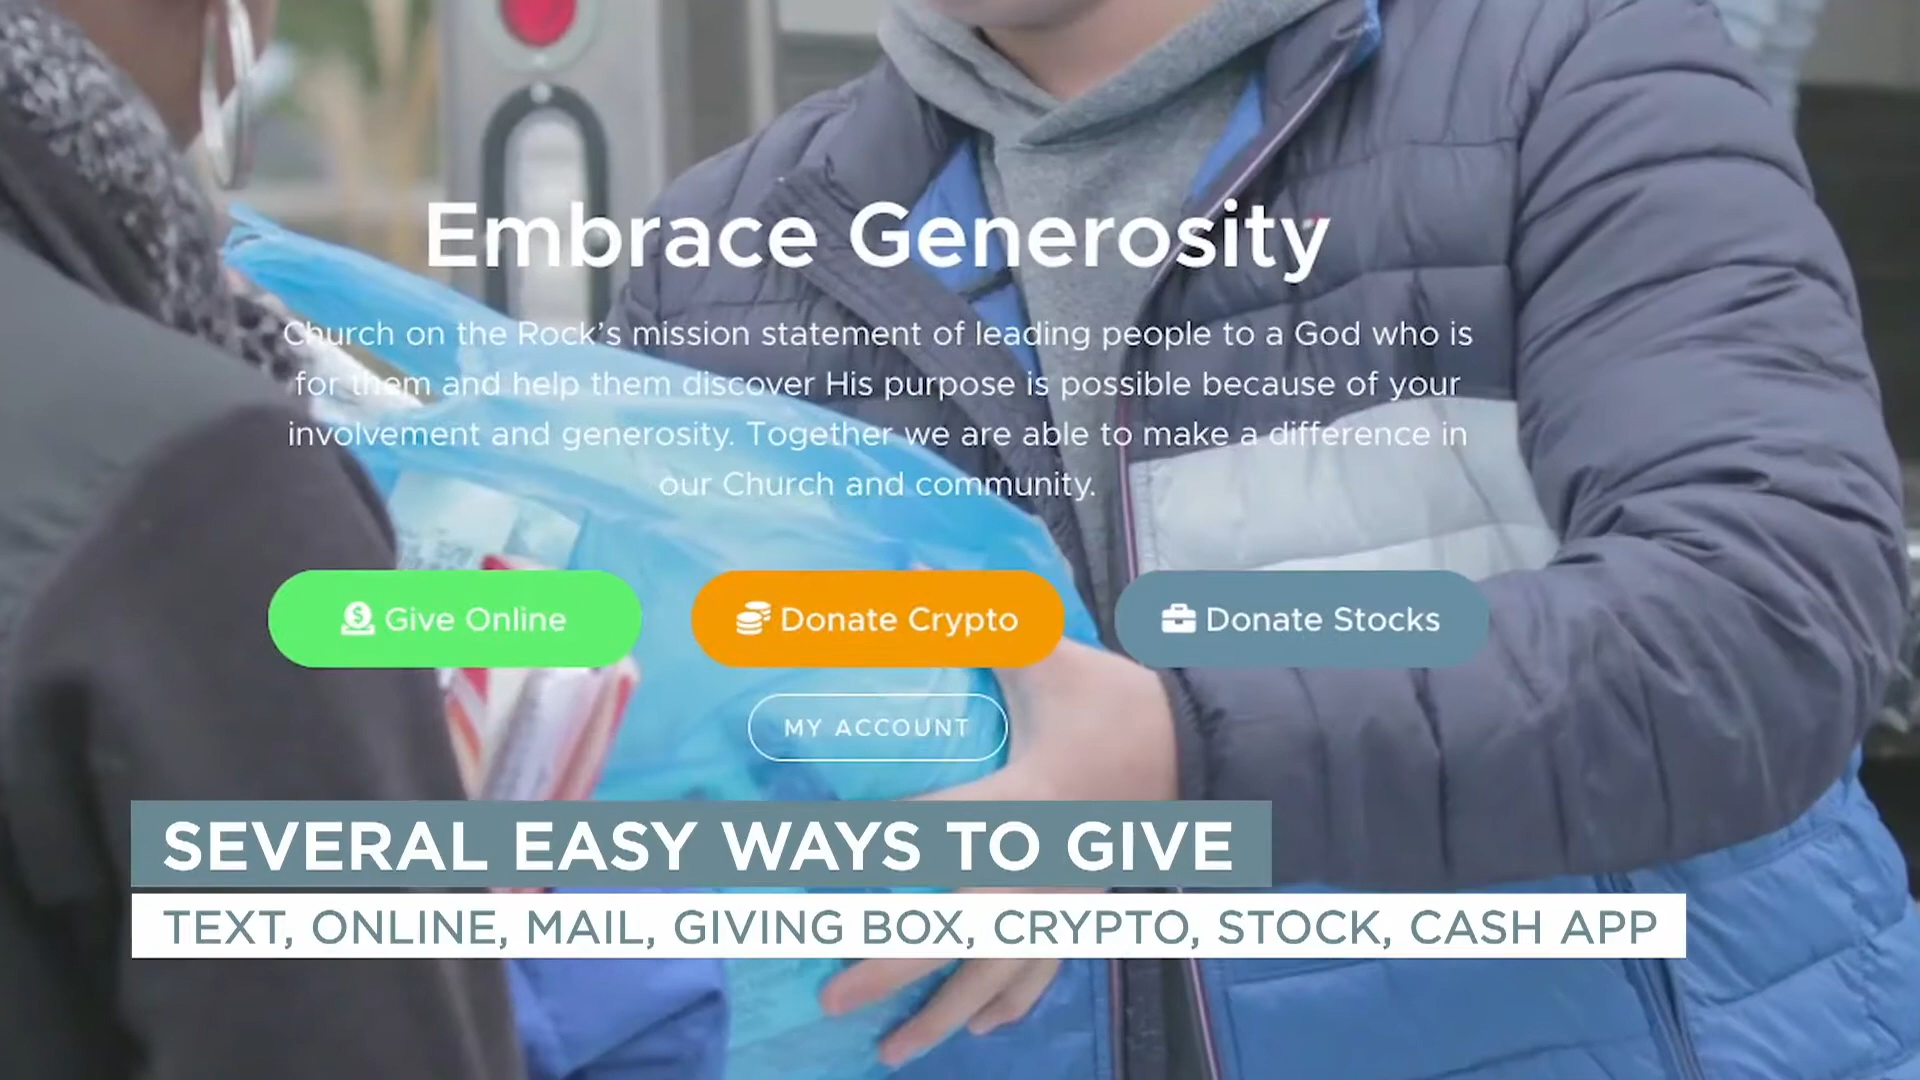 Embrace Generosity
Church on the Rock's mission statement of leading people to a God who is
for them and help them discover His purpose is possible because of your
involvement and generosity. Together we are able to make a difference in
our Church and community.
Give Online
Donate Crypto
Donate Stocks
MY ACCOUNT
SEVERAL EASY WAYS TO GIVE
TEXT, ONLINE, MAIL, GIVING BOX, CRYPTO, STOCK, CASH APP